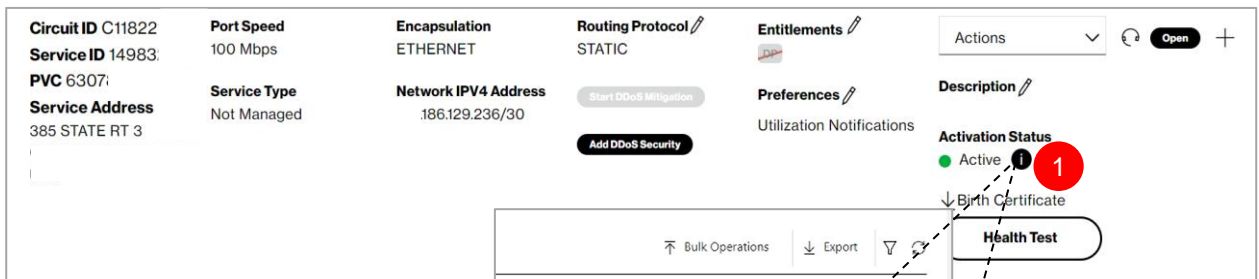 Circuit ID C11822
Service ID 14983
PVC 6307
Service Address
385 STATE RT 3
Port Speed
100 Mbps
Service Type
Not Managed
Encapsulation
ETHERNET
Network IPV4 Address
.186.129.236/30
Routing Protocol
STATIC
Start DDoS Mitigation
Add DDoS Security
Entitlements
DP
Preferences
Utilization Notifications
Actions
Open
Description
Activation Status
Active i
1
Birth Certificate
Health Test
Bulk Operations
Export